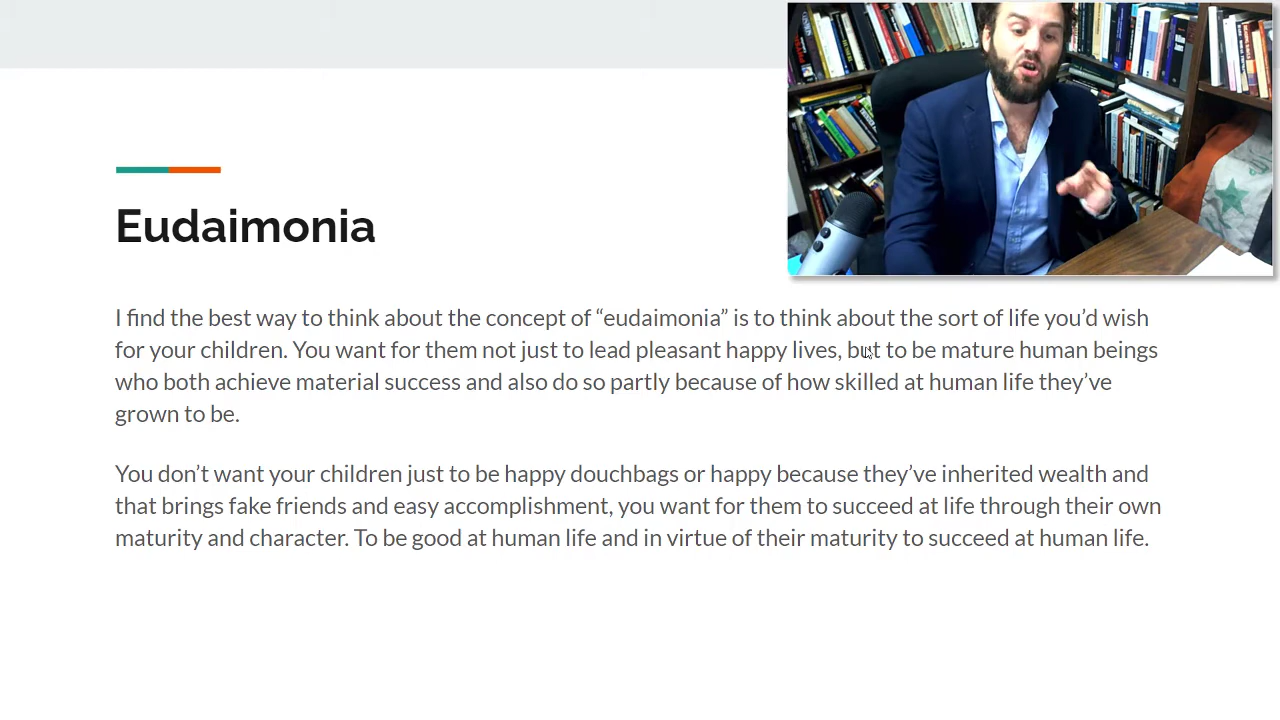 Eudaimonia
I find the best way to think about the concept of “eudaimonia” is to think about the sort of life you’d wish
for your children. You want for them not just to lead pleasant happy lives, but to be mature human beings
who both achieve material success and also do so partly because of how skilled at human life they’ve
grown to be.
You don’t want your children just to be happy douchbags or happy because they’ve inherited wealth and
that brings fake friends and easy accomplishment, you want for them to succeed at life through their own
maturity and character. To be good at human life and in virtue of their maturity to succeed at human life.